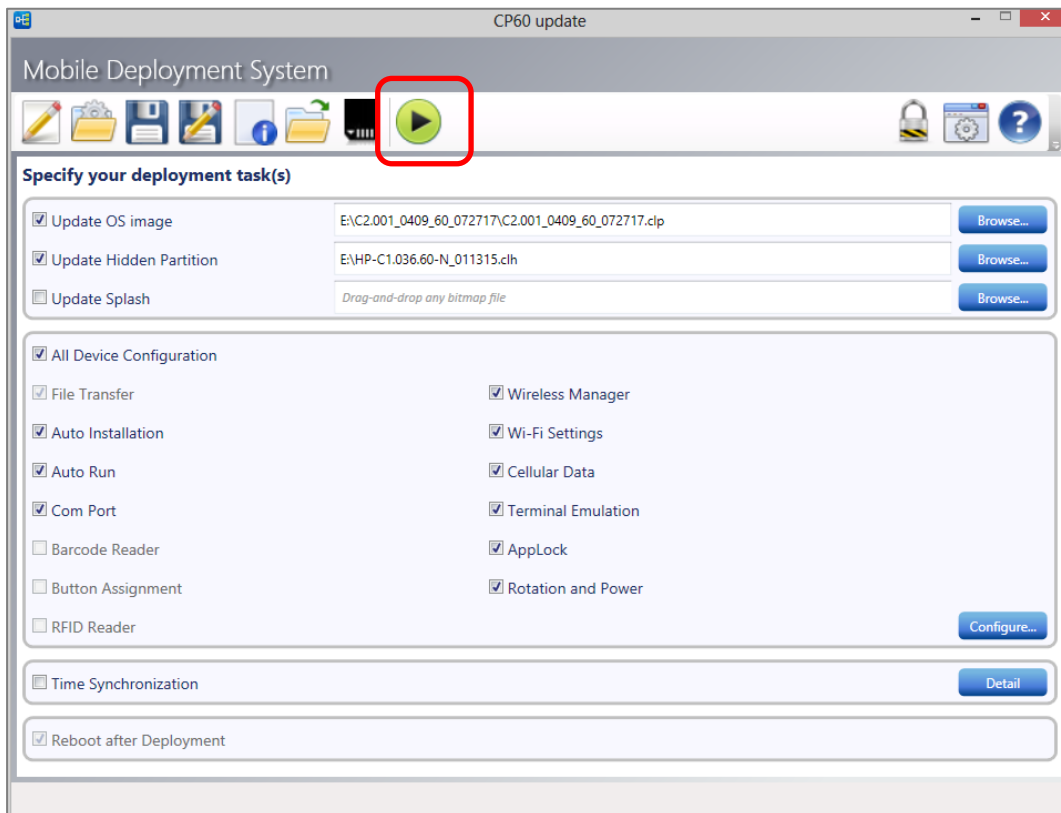 CP60 update
Mobile Deployment System
Specify your deployment task(s)
Update OS image E:\C2.001_0409_60_072717\C2.001_0409_60_072717.clp Browse...
Update Hidden Partition E:\HP-C1.036.60-N_011315.clh Browse...
Update Splash Drag-and-drop any bitmap file Browse...
All Device Configuration
File Transfer Wireless Manager
Auto Installation Wi-Fi Settings
Auto Run Cellular Data
Com Port Terminal Emulation
Barcode Reader AppLock
Button Assignment Rotation and Power
RFID Reader Configure...
Time Synchronization Detail
Reboot after Deployment